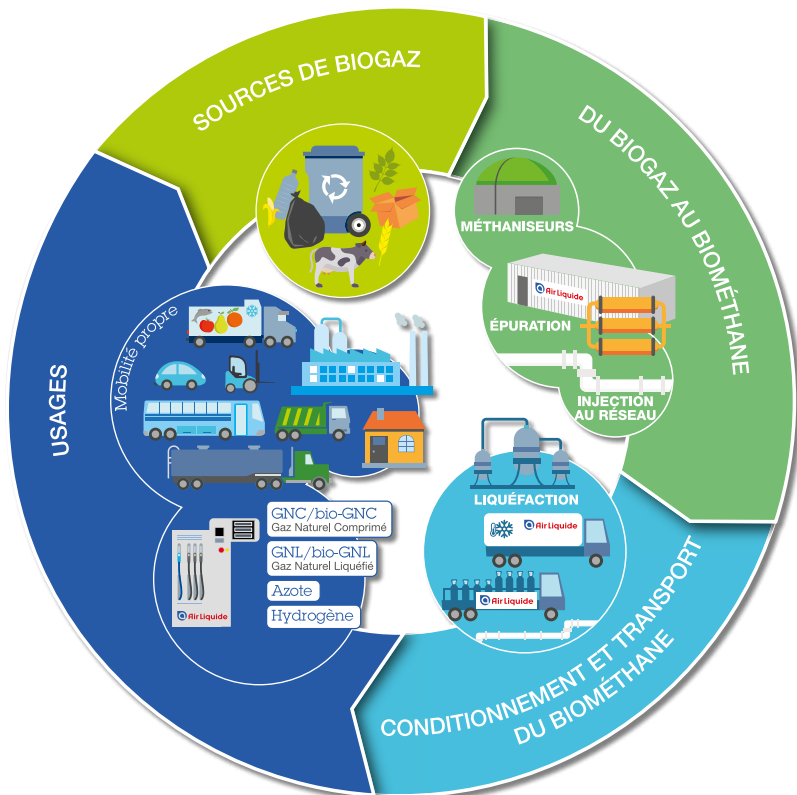 SOURCES DE BIOGAZ
DU BIOGAZ AU BIOMÉTHANE
MÉTHANISEURS
Air Liquide
ÉPURATION
INJECTION
AU RÉSEAU
LIQUÉFACTION
Air Liquide
Air Liquide
CONDITIONNEMENT ET TRANSPORT
DU BIOMÉTHANE
USAGES
Mobilité propre
GNC/bio-GNC
Gaz Naturel Comprimé
GNL/bio-GNL
Gaz Naturel Liquéfié
Azote
Hydrogène
Air Liquide